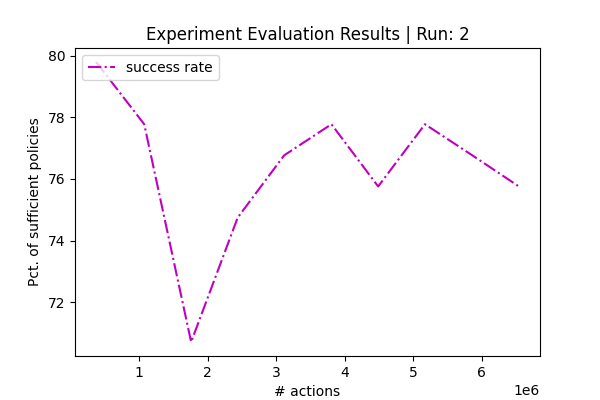 Experiment Evaluation Results | Run: 2
success rate
Pct. of sufficient policies
80
78
76
74
72
1 2 3 4 5 6
1e6
# actions